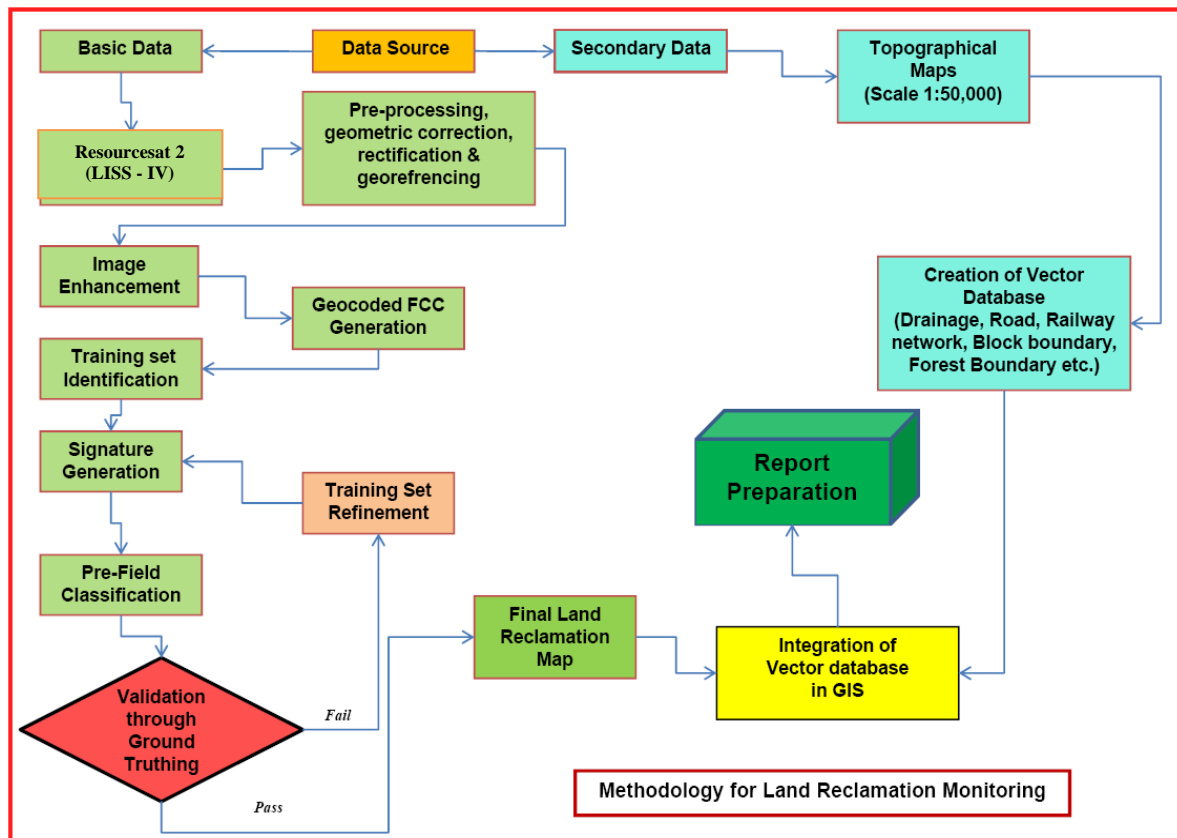 Basic Data
Data Source
Secondary Data
Topographical
Maps
(Scale 1:50,000)
Resourcesat 2
(LISS - IV)
Pre-processing,
geometric correction,
rectification &
georefrencing
Image
Enhancement
Geocoded FCC
Generation
Creation of Vector
Database
(Drainage, Road, Railway
network, Block boundary,
Forest Boundary etc.)
Training set
Identification
Signature
Generation
Training Set
Refinement
Report
Preparation
Pre-Field
Classification
Final Land
Reclamation
Map
Integration of
Vector database
in GIS
Validation
through
Ground
Truthing
Fail
Pass
Methodology for Land Reclamation Monitoring